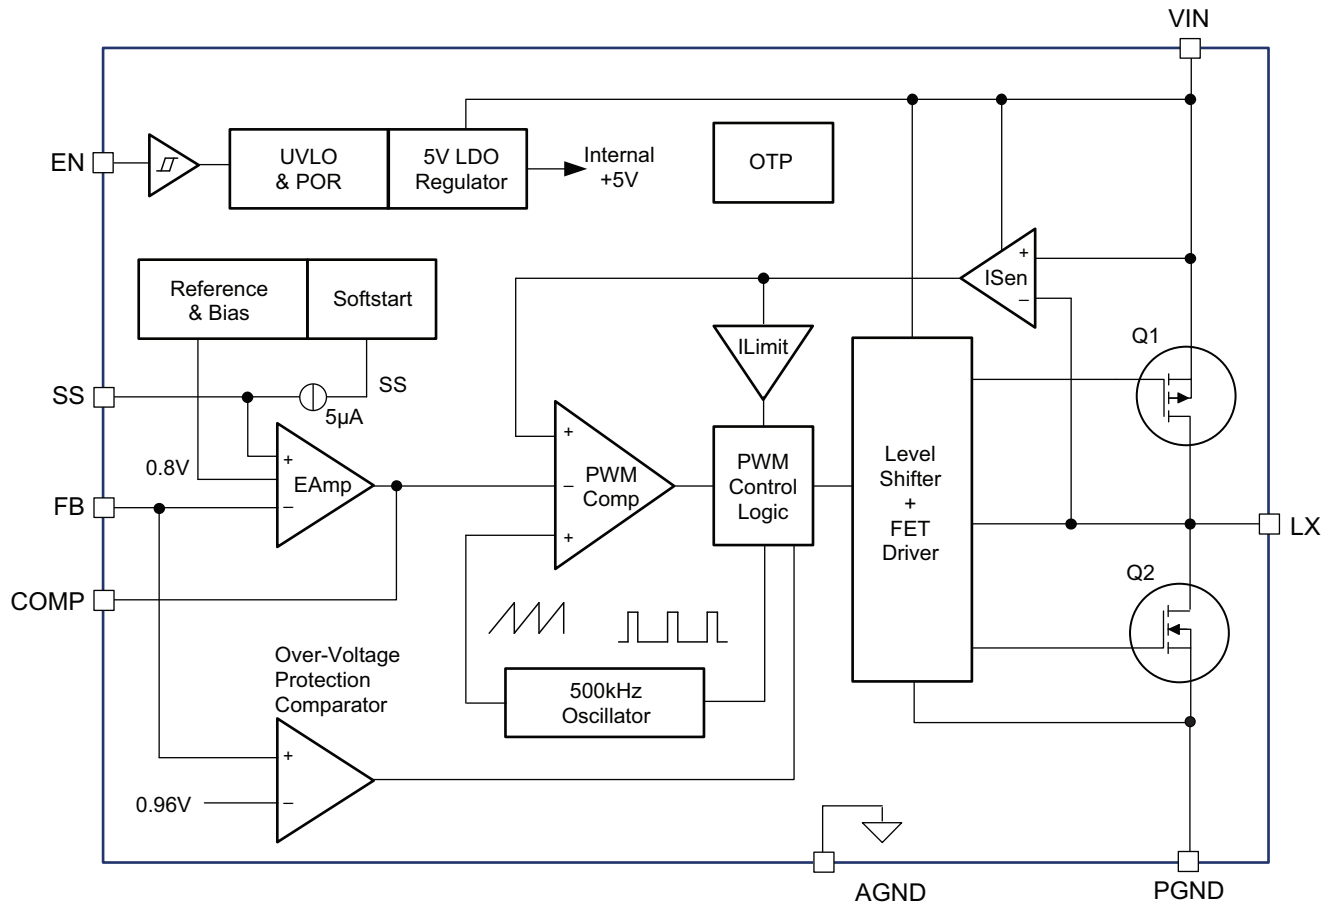 VIN
EN
UVLO
& POR
5V LDO
Regulator
Internal
+5V
OTP
Reference
& Bias
Softstart
+
ISen
–
ILimit
Q1
SS
SS
5µA
0.8V
+
EAmp
–
FB
+
PWM
Comp
–
+
PWM
Control
Logic
Level
Shifter
+
FET
Driver
LX
Q2
COMP
Over-Voltage
Protection
Comparator
500kHz
Oscillator
+
0.96V
–
AGND
PGND